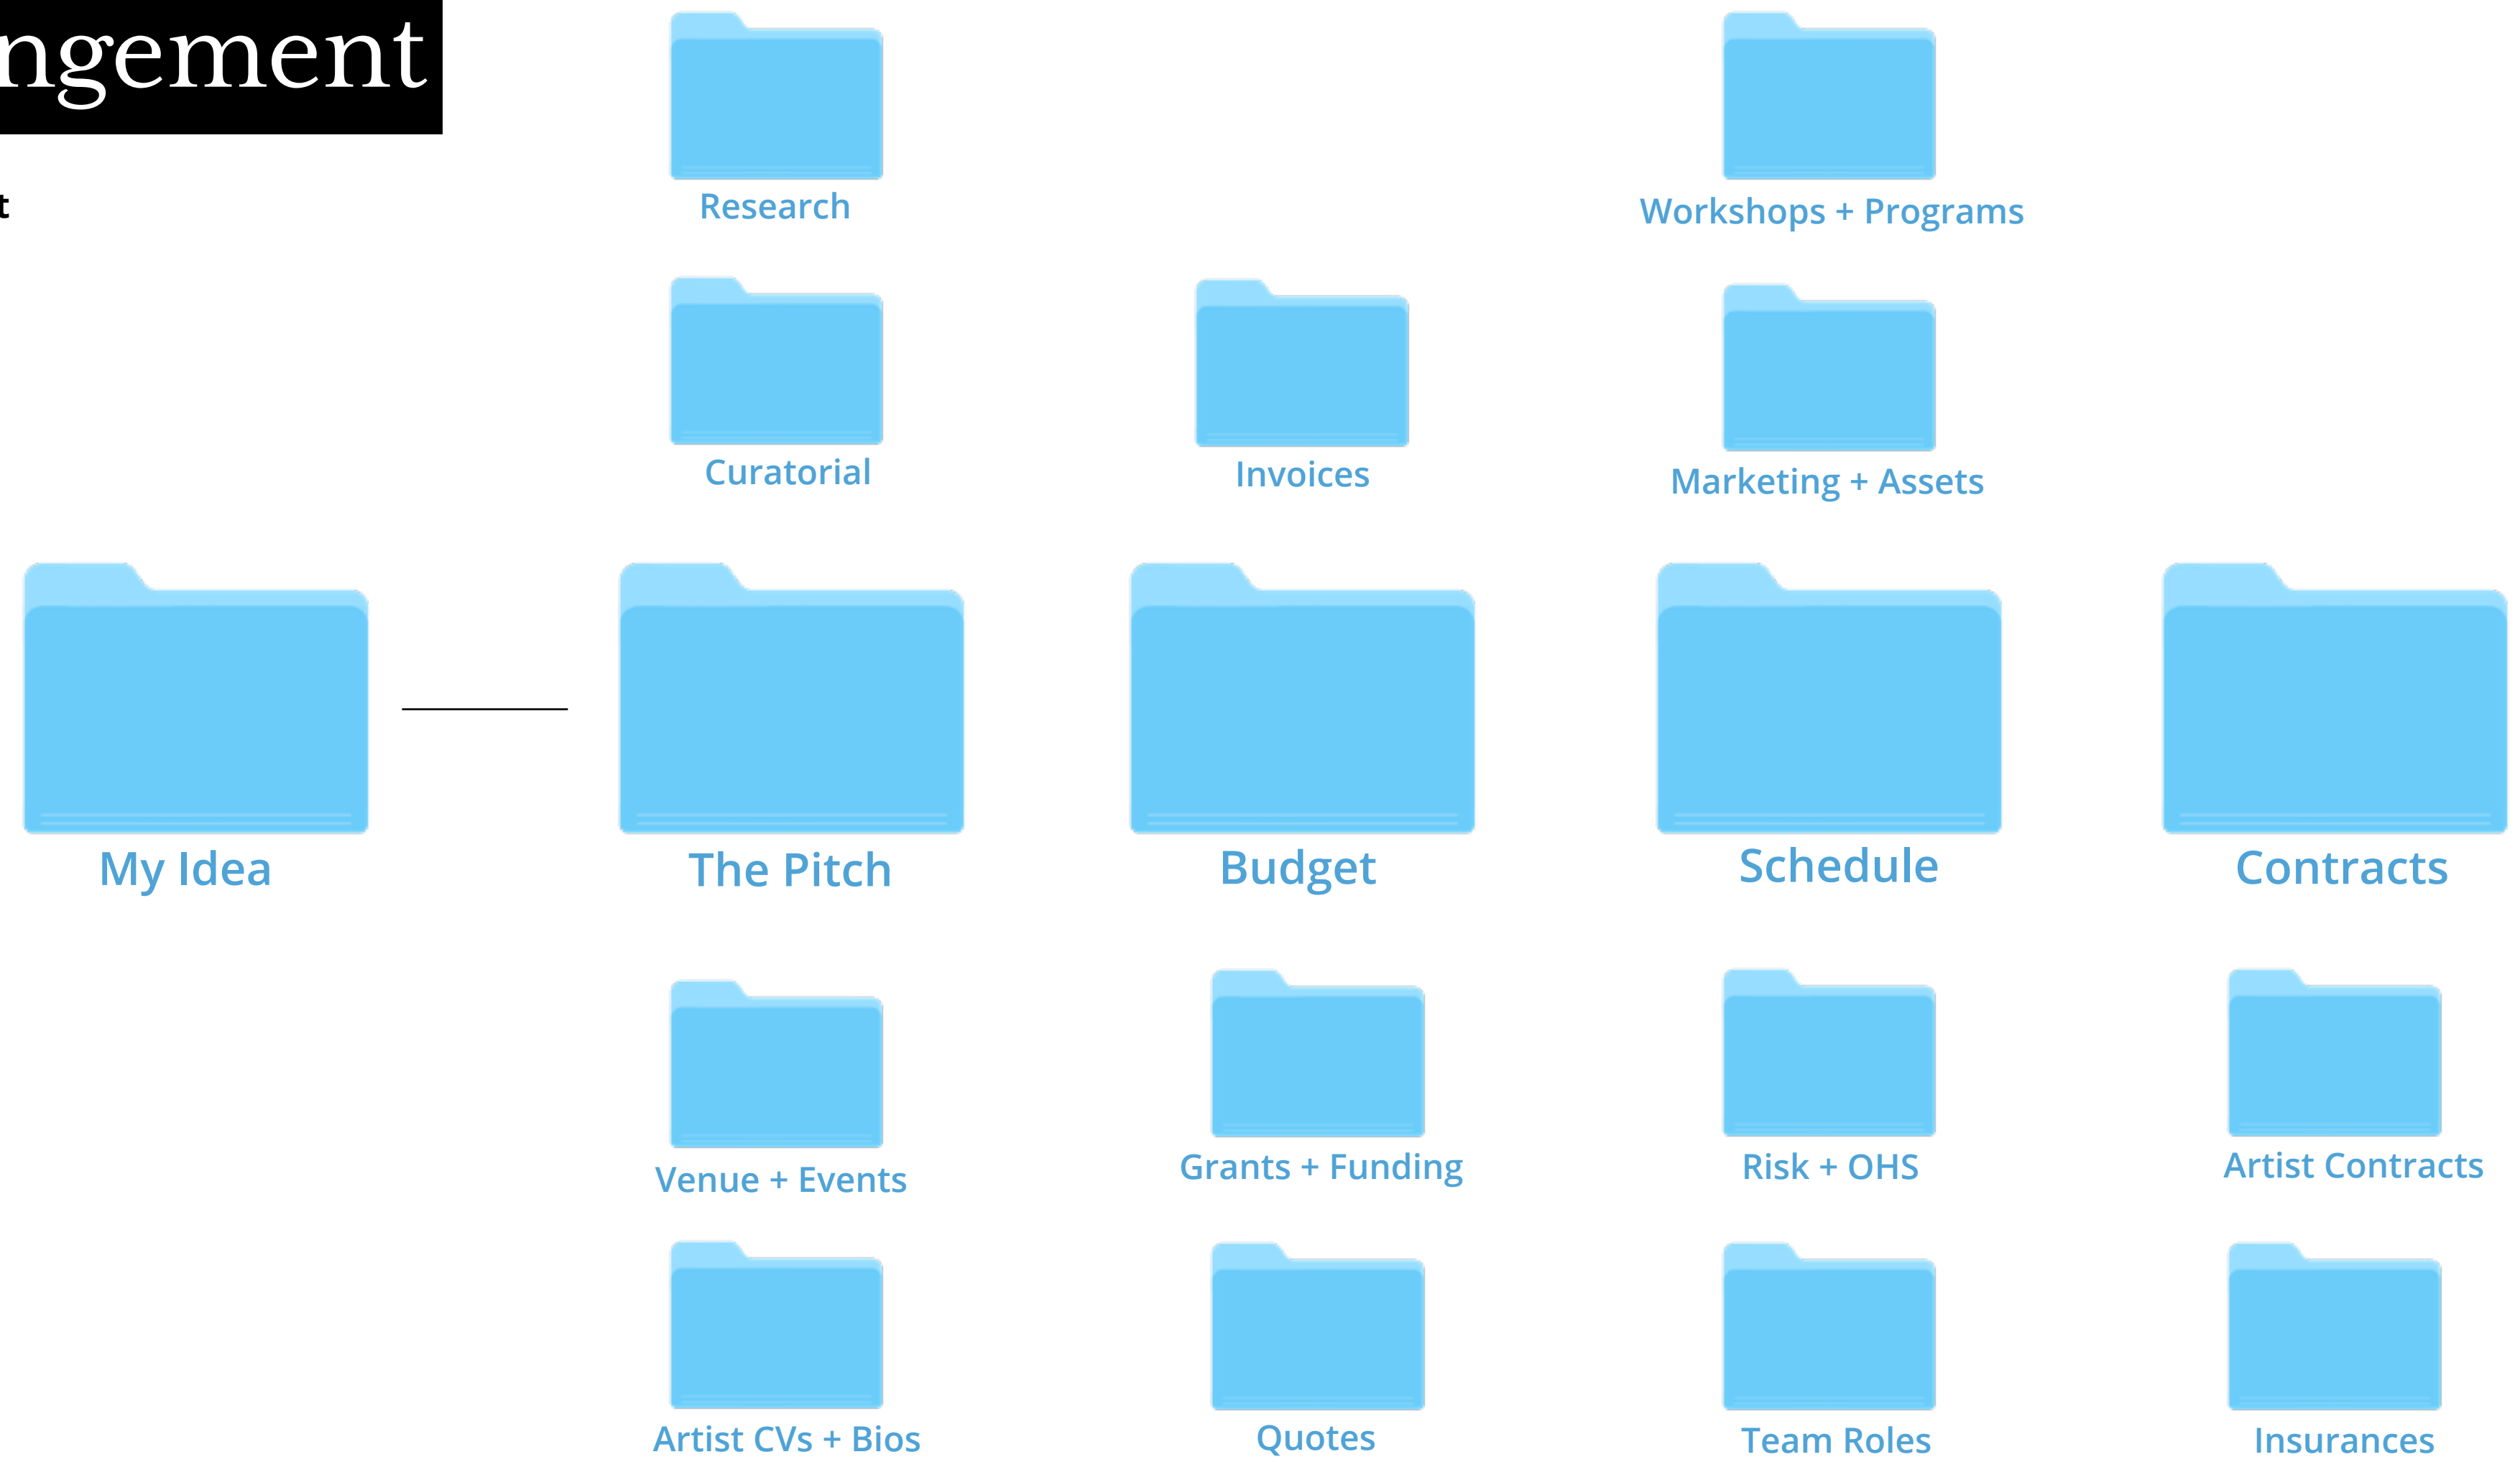 ngement
t
Research
Workshops + Programs
Curatorial
Invoices
Marketing + Assets
My Idea
The Pitch
Budget
Schedule
Contracts
Venue + Events
Grants + Funding
Risk + OHS
Artist Contracts
Artist CVs + Bios
Quotes
Team Roles
Insurances